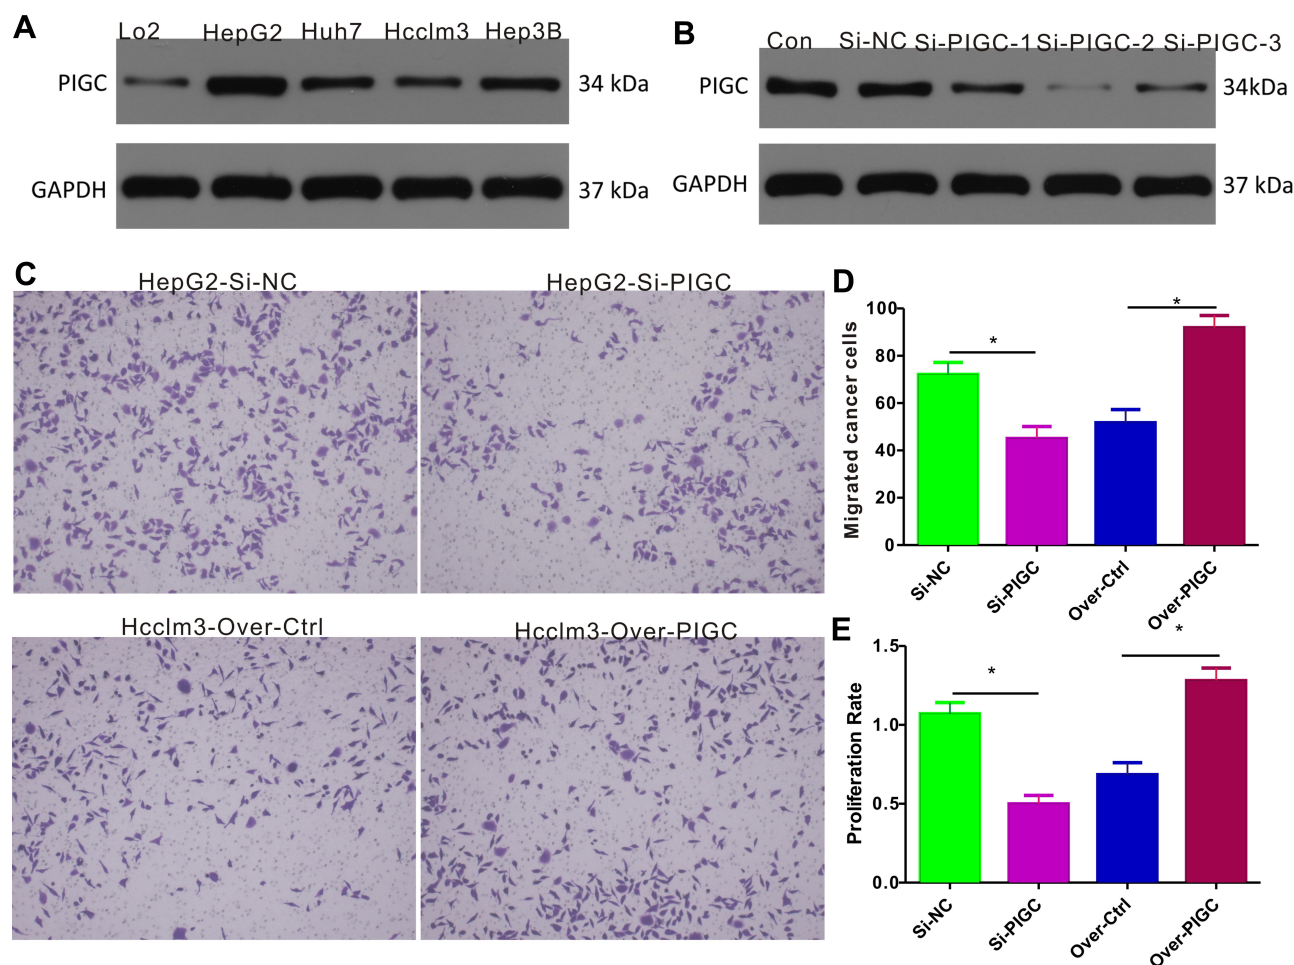 A
Lo2 HepG2 Huh7 Hcclm3 Hep3B
PIGC 34 kDa
GAPDH 37 kDa
B
Con Si-NC Si-PIGC-1 Si-PIGC-2 Si-PIGC-3
PIGC 34kDa
GAPDH 37 kDa
C
HepG2-Si-NC HepG2-Si-PIGC
Hcclm3-Over-Ctrl Hcclm3-Over-PIGC
D
Migrated cancer cells
100
80
60
40
20
0
* *
Si-NC Si-PIGC Over-Ctrl Over-PIGC
E
Proliferation Rate
1.5
1.0
0.5
0.0
* *
Si-NC Si-PIGC Over-Ctrl Over-PIGC